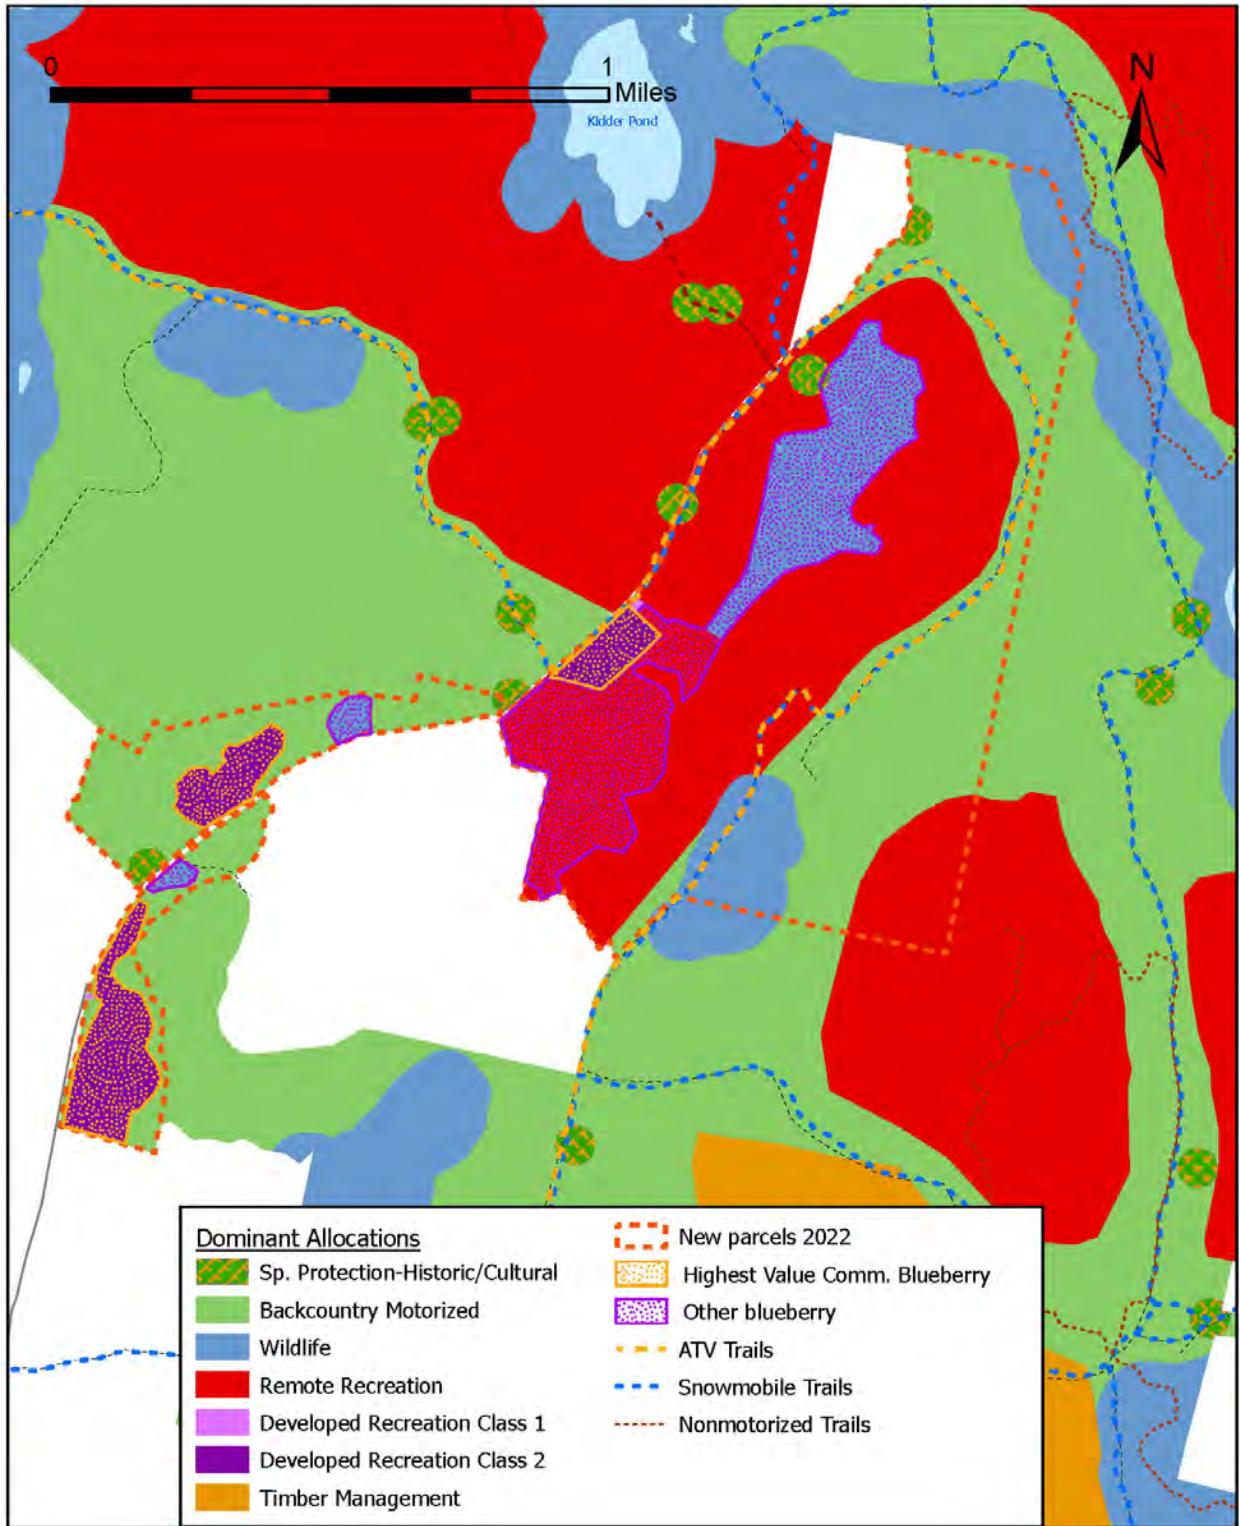 0 1
Miles
Kidder Pond
N
Dominant Allocations
Sp. Protection-Historic/Cultural
Backcountry Motorized
Wildlife
Remote Recreation
Developed Recreation Class 1
Developed Recreation Class 2
Timber Management
New parcels 2022
Highest Value Comm. Blueberry
Other blueberry
ATV Trails
Snowmobile Trails
Nonmotorized Trails